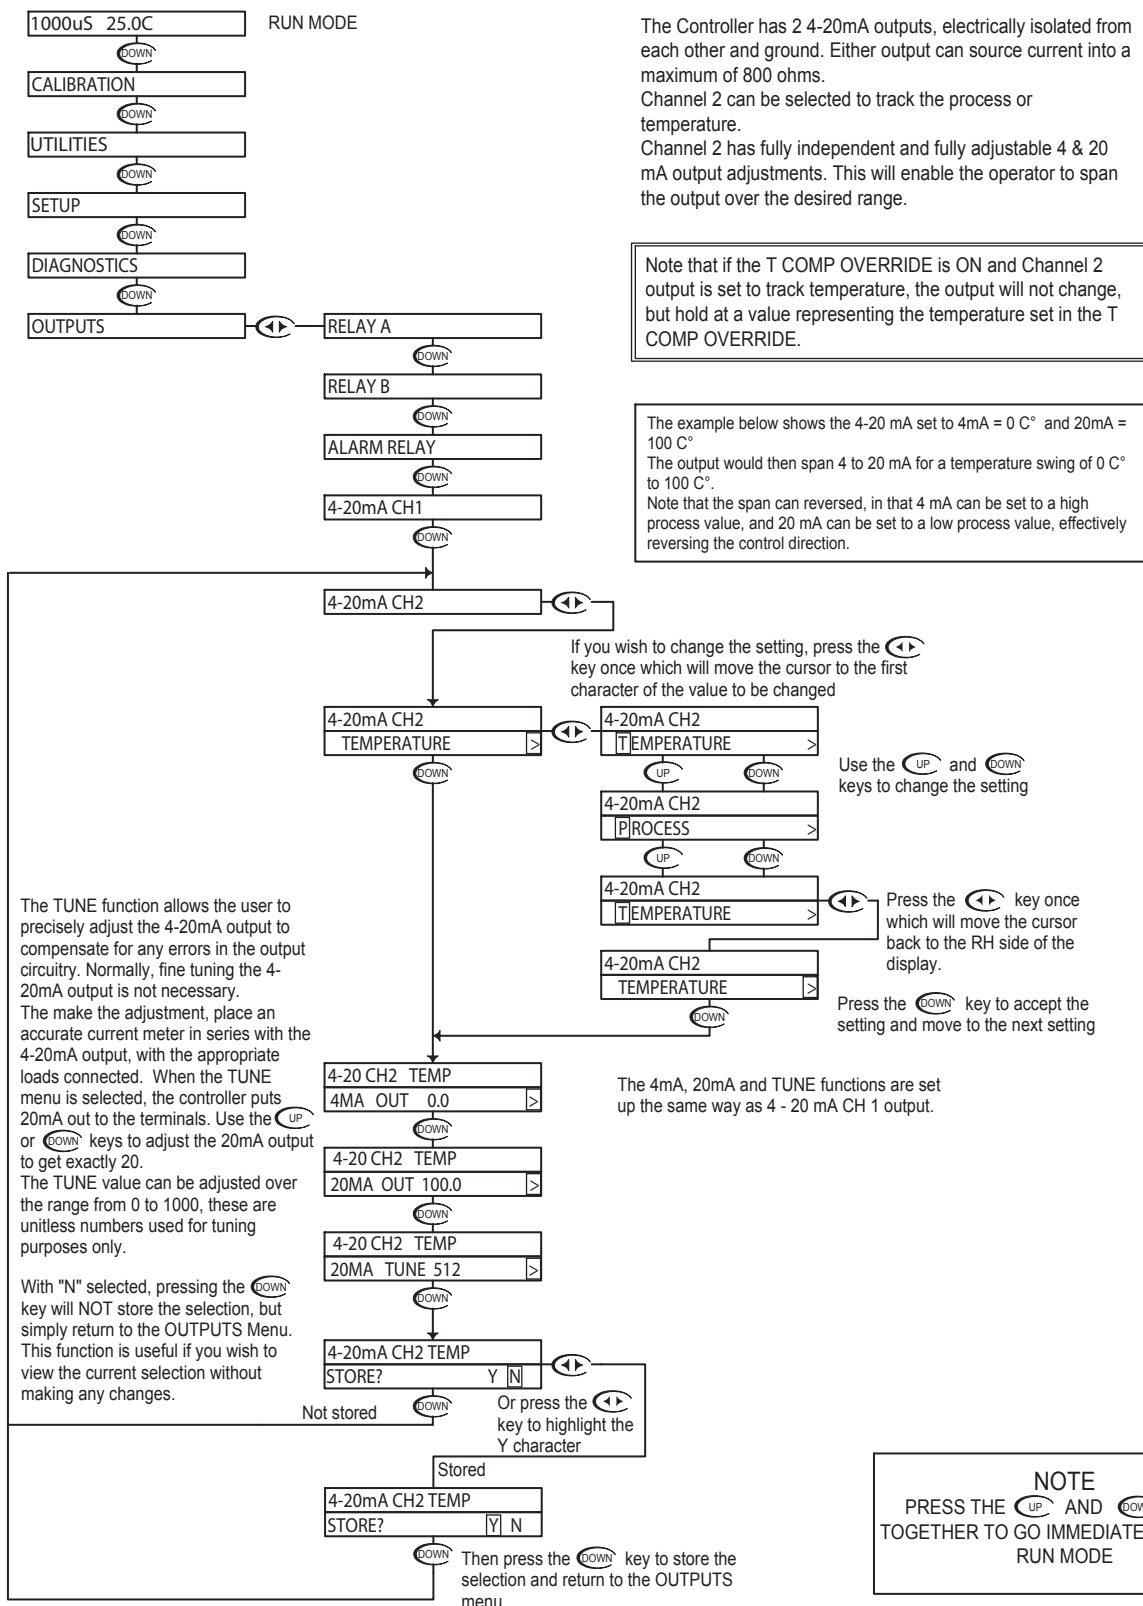 1000uS 25.0C
RUN MODE
DOWN
CALIBRATION
DOWN
UTILITIES
DOWN
SETUP
DOWN
DIAGNOSTICS
DOWN
OUTPUTS
RELAY A
DOWN
RELAY B
DOWN
ALARM RELAY
DOWN
4-20mA CH1
DOWN
4-20mA CH2
The Controller has 2 4-20mA outputs, electrically isolated from
each other and ground. Either output can source current into a
maximum of 800 ohms.
Channel 2 can be selected to track the process or
temperature.
Channel 2 has fully independent and fully adjustable 4 & 20
mA output adjustments. This will enable the operator to span
the output over the desired range.
Note that if the T COMP OVERRIDE is ON and Channel 2
output is set to track temperature, the output will not change,
but hold at a value representing the temperature set in the T
COMP OVERRIDE.
The example below shows the 4-20 mA set to 4mA = 0 C° and 20mA =
100 C°
The output would then span 4 to 20 mA for a temperature swing of 0 C°
to 100 C°.
Note that the span can reversed, in that 4 mA can be set to a high
process value, and 20 mA can be set to a low process value, effectively
reversing the control direction.
If you wish to change the setting, press the
key once which will move the cursor to the first
character of the value to be changed
4-20mA CH2
TEMPERATURE >
DOWN
4-20mA CH2
TEMPERATURE >
UP DOWN
4-20mA CH2
PROCESS >
UP DOWN
4-20mA CH2
TEMPERATURE >
4-20mA CH2
TEMPERATURE >
DOWN
Use the UP and DOWN
keys to change the setting
Press the key once
which will move the cursor
back to the RH side of the
display.
Press the DOWN key to accept the
setting and move to the next setting
The TUNE function allows the user to
precisely adjust the 4-20mA output to
compensate for any errors in the output
circuitry. Normally, fine tuning the 4-
20mA output is not necessary.
The make the adjustment, place an
accurate current meter in series with the
4-20mA output, with the appropriate
loads connected. When the TUNE
menu is selected, the controller puts
20mA out to the terminals. Use the UP
or DOWN keys to adjust the 20mA output
to get exactly 20.
The TUNE value can be adjusted over
the range from 0 to 1000, these are
unitless numbers used for tuning
purposes only.
With "N" selected, pressing the DOWN
key will NOT store the selection, but
simply return to the OUTPUTS Menu.
This function is useful if you wish to
view the current selection without
making any changes.
4-20 CH2 TEMP
4MA OUT 0.0 >
DOWN
4-20 CH2 TEMP
20MA OUT 100.0 >
DOWN
4-20 CH2 TEMP
20MA TUNE 512 >
DOWN
The 4mA, 20mA and TUNE functions are set
up the same way as 4 - 20 mA CH 1 output.
4-20mA CH2 TEMP
STORE? Y N
Not stored
DOWN
Or press the
key to highlight the
Y character
Stored
4-20mA CH2 TEMP
STORE? Y N
DOWN
Then press the DOWN key to store the
selection and return to the OUTPUTS
menu
NOTE
PRESS THE UP AND
TOGETHER TO GO
RUN MODE